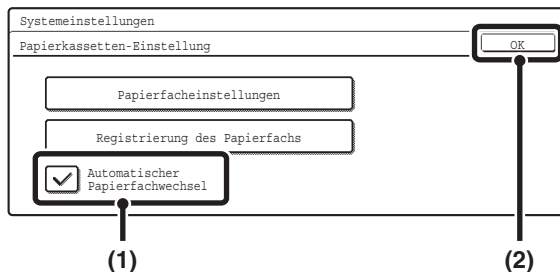 Systemeinstellungen
Papierkassetten-Einstellung
OK
Papierfacheinstellungen
Registrierung des Papierfachs
Automatischer
Papierfachwechsel
(1)
(2)